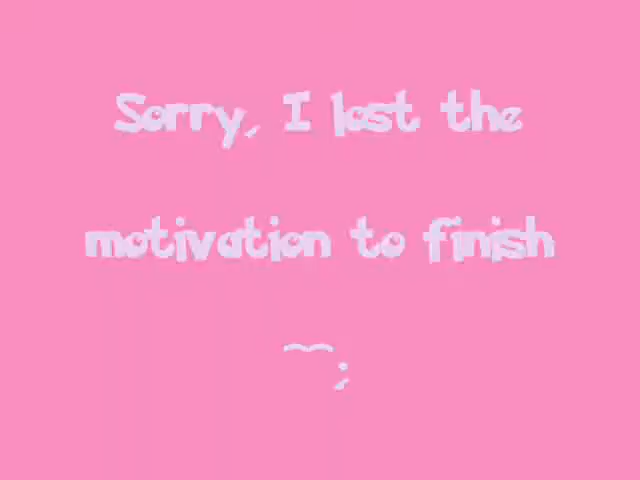 Sorry, I lost the
motivation to finish
^^;